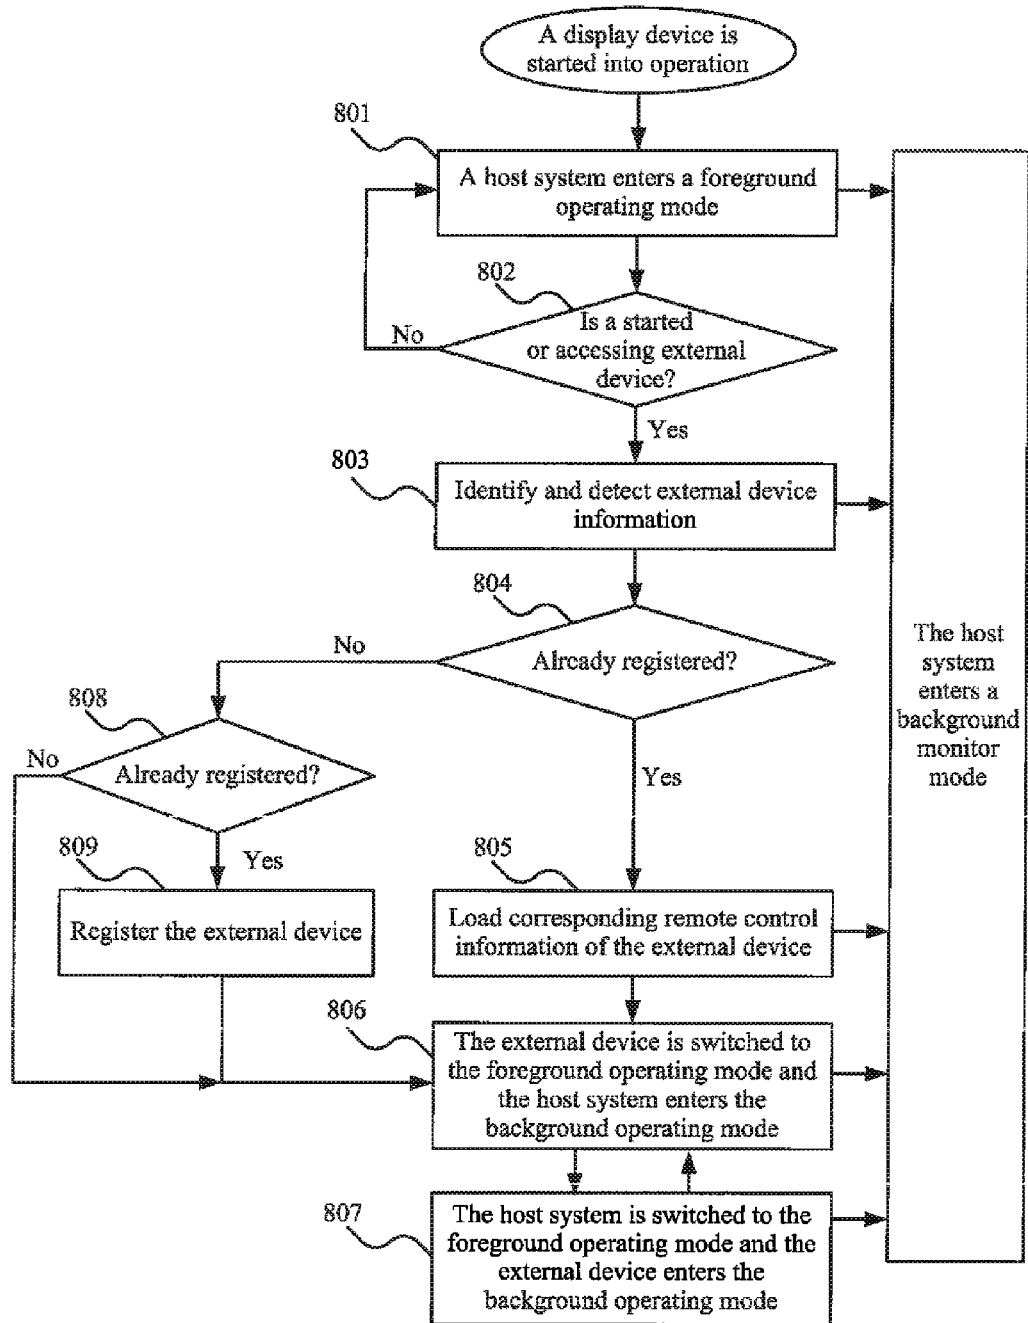 A display device is
started into operation
801
A host system enters a foreground
operating mode
802
Is a started
or accessing external
device?
No
Yes
803
Identify and detect external device
information
804
Already registered?
No
Yes
808
Already registered?
No
Yes
809
Register the external device
805
Load corresponding remote control
information of the external device
806
The external device is switched to
the foreground operating mode and
the host system enters the
background operating mode
807
The host system is switched to the
foreground operating mode and the
external device enters the
background operating mode
The host
system
enters a
background
monitor
mode